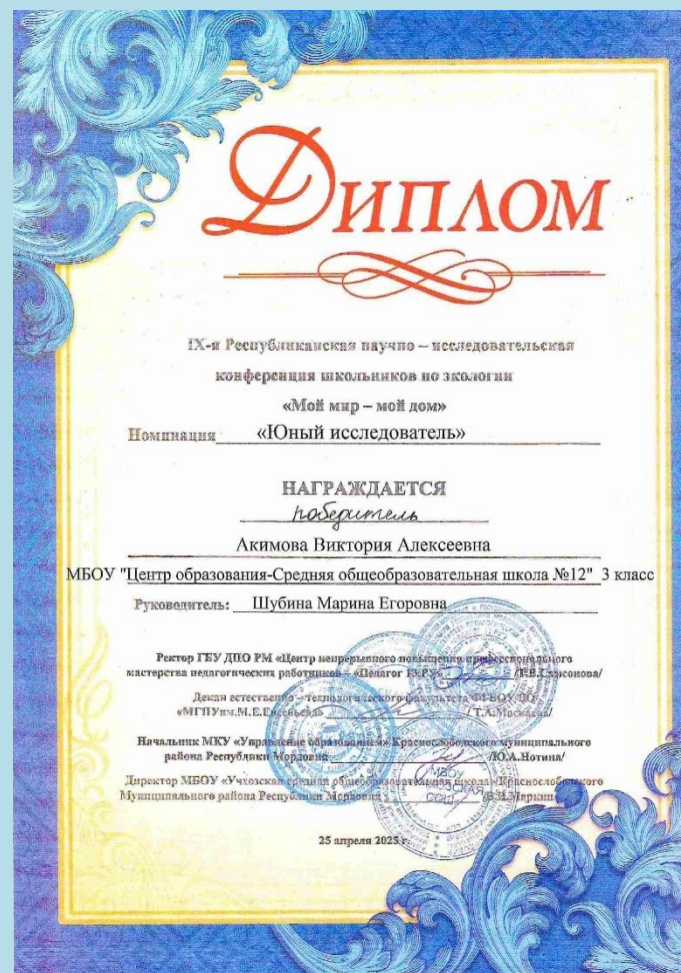 Диплом
IX-я Республиканская научно – исследовательская
конференция школьников по экологии
«Мой мир – мой дом»
Номинация «Юный исследователь»
НАГРАЖДАЕТСЯ
победитель
Акимова Виктория Алексеевна
МБОУ "Центр образования-Средняя общеобразовательная школа №12" 3 класс
Руководитель: Шубина Марина Егоровна
Ректор ГБУ ДПО РМ «Центр непрерывного повышения профессионального
мастерства педагогических работников – «Педагог 13.РУ»
Декан естественно – технологического факультета ФГБОУ ВО
«МГПУ им.М.Е.Евсевьева»
Начальник МКУ «Управление образованием» Краснослободского муниципального
района Республики Мордовия /Ю.А.Нотина/
Директор МБОУ «Учхозская средняя общеобразовательная школа» Краснослободского
Муниципального района Республики Мордовия
25 апреля 2025 г.